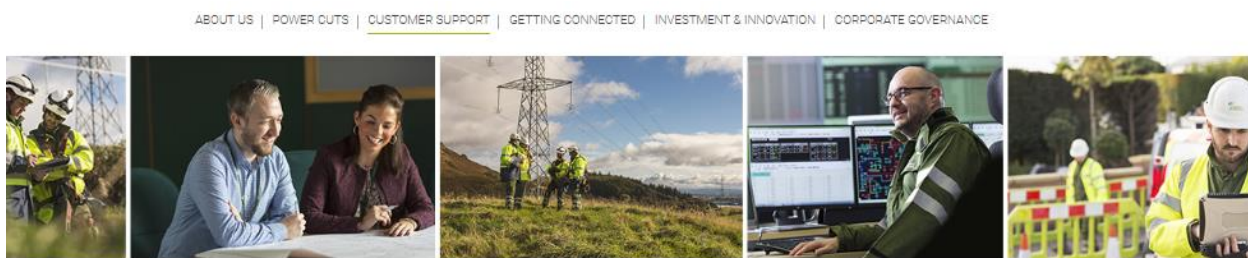 ABOUT US | POWER CUTS | CUSTOMER SUPPORT | GETTING CONNECTED | INVESTMENT & INNOVATION | CORPORATE GOVERNANCE